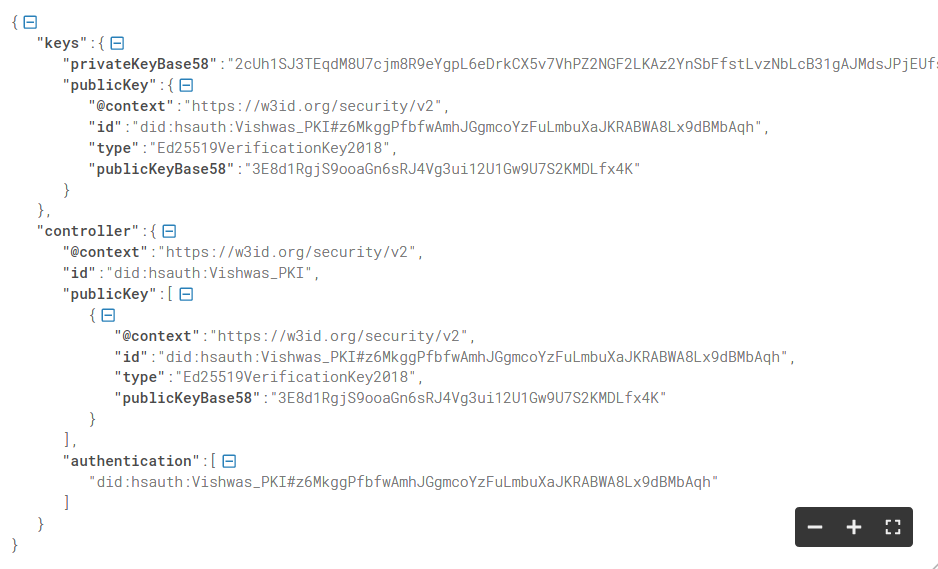 {
"keys":{
"privateKeyBase58":"2cUh1SJ3TEqdM8U7cjm8R9eYgpL6eDrkCX5v7VhPZ2NGF2LKAz2YnSbFfstLvzNbLcB31gAJMdsJPjEUfs
"publicKey":{
"@context":"https://w3id.org/security/v2",
"id":"did:hsauth:Vishwas_PKI#z6MkggPfbfwAmhJGgmcoYzFuLmbuXaJKRABWA8Lx9dBMbAqh",
"type":"Ed25519VerificationKey2018",
"publicKeyBase58":"3E8d1RgjS9ooaGn6sRJ4Vg3ui12U1Gw9U7S2KMDLfx4K"
}
},
"controller":{
"@context":"https://w3id.org/security/v2",
"id":"did:hsauth:Vishwas_PKI",
"publicKey":[
{
"@context":"https://w3id.org/security/v2",
"id":"did:hsauth:Vishwas_PKI#z6MkggPfbfwAmhJGgmcoYzFuLmbuXaJKRABWA8Lx9dBMbAqh",
"type":"Ed25519VerificationKey2018",
"publicKeyBase58":"3E8d1RgjS9ooaGn6sRJ4Vg3ui12U1Gw9U7S2KMDLfx4K"
}
],
"authentication":[
"did:hsauth:Vishwas_PKI#z6MkggPfbfwAmhJGgmcoYzFuLmbuXaJKRABWA8Lx9dBMbAqh"
]
}
}